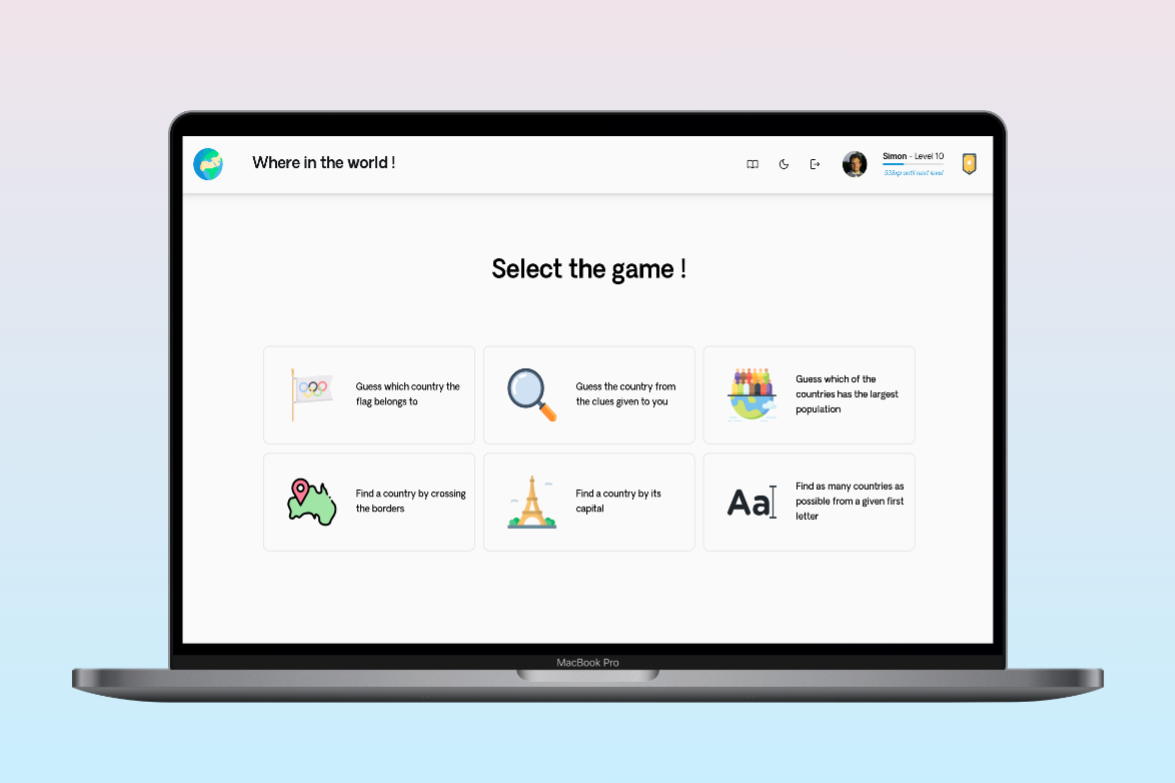 Where in the world !
Simon - Level 10
Select the game !
Guess which country the
flag belongs to
Guess the country from
the clues given to you
Guess which of the
countries has the largest
population
Find a country by crossing
the borders
Find a country by its
capital
Aa
Find as many countries as
possible from a given first
letter
MacBook Pro